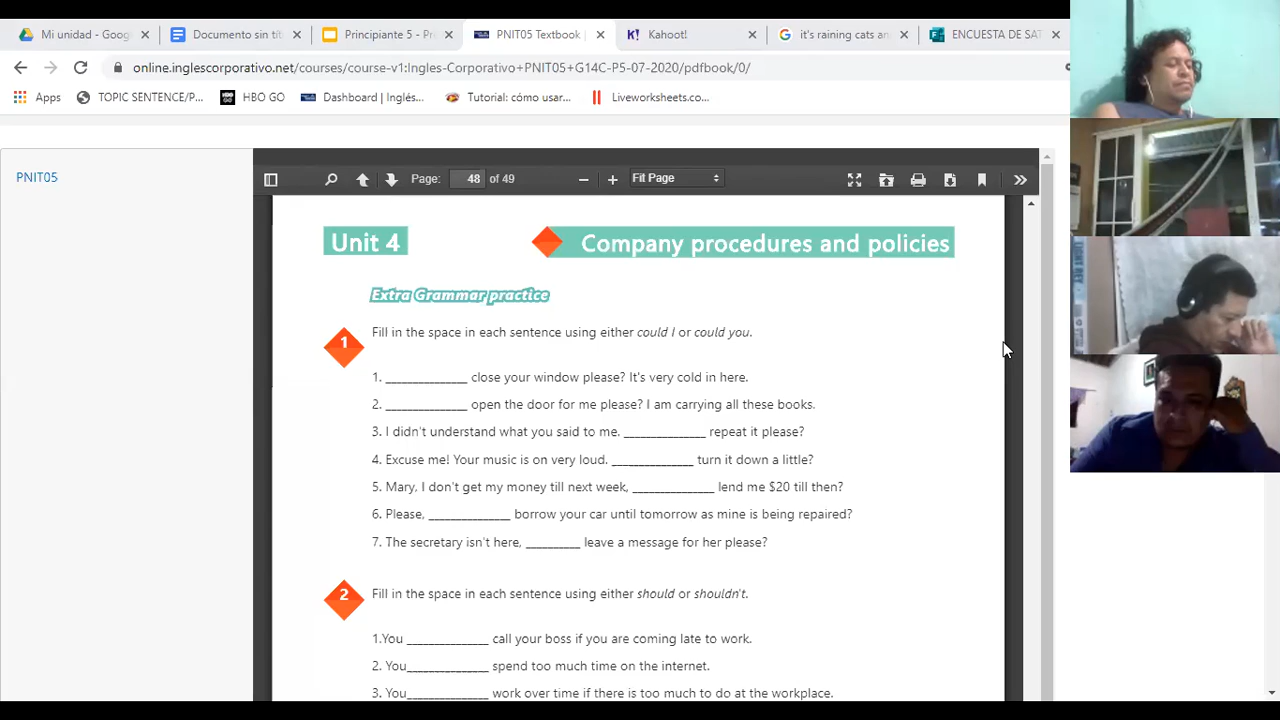 Mi unidad - Goog
Documento sin tít
Principiante 5 - Pr
PNIT05 Textbook
Kahoot!
it's raining cats an
ENCUESTA DE SAT
online.inglescorporativo.net/courses/course-v1:Ingles-Corporativo+PNIT05+G14C-P5-07-2020/pdfbook/0/
Apps
TOPIC SENTENCE/P...
HBO GO
Dashboard | Inglés...
Tutorial: cómo usar...
Liveworksheets.co...
PNIT05
Page: 48 of 49
Fit Page
Unit 4
Company procedures and policies
Extra Grammar practice
1
Fill in the space in each sentence using either could I or could you.
1. ______________ close your window please? It's very cold in here.
2. ______________ open the door for me please? I am carrying all these books.
3. I didn't understand what you said to me. ______________ repeat it please?
4. Excuse me! Your music is on very loud. ______________ turn it down a little?
5. Mary, I don't get my money till next week, ______________ lend me $20 till then?
6. Please, ______________ borrow your car until tomorrow as mine is being repaired?
7. The secretary isn't here, _________ leave a message for her please?
2
Fill in the space in each sentence using either should or shouldn't.
1.You ______________ call your boss if you are coming late to work.
2. You______________ spend too much time on the internet.
3. You______________ work over time if there is too much to do at the workplace.